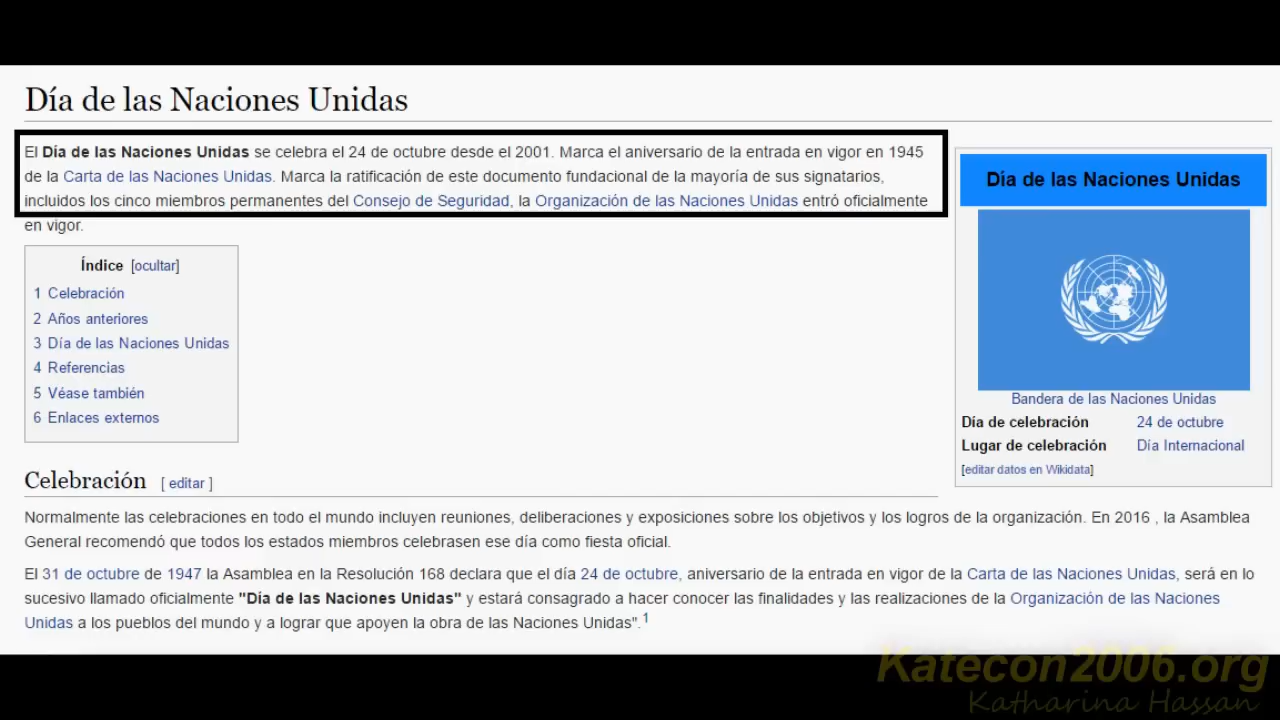 Día de las Naciones Unidas
El Día de las Naciones Unidas se celebra el 24 de octubre desde el 2001. Marca el aniversario de la entrada en vigor en 1945
de la Carta de las Naciones Unidas. Marca la ratificación de este documento fundacional de la mayoría de sus signatarios,
incluidos los cinco miembros permanentes del Consejo de Seguridad, la Organización de las Naciones Unidas entró oficialmente
en vigor.
Día de las Naciones Unidas
Bandera de las Naciones Unidas
Día de celebración 24 de octubre
Lugar de celebración Día Internacional
[editar datos en Wikidata]
Índice [ocultar]
1 Celebración
2 Años anteriores
3 Día de las Naciones Unidas
4 Referencias
5 Véase también
6 Enlaces externos
Celebración [ editar ]
Normalmente las celebraciones en todo el mundo incluyen reuniones, deliberaciones y exposiciones sobre los objetivos y los logros de la organización. En 2016 , la Asamblea
General recomendó que todos los estados miembros celebrasen ese día como fiesta oficial.
El 31 de octubre de 1947 la Asamblea en la Resolución 168 declara que el día 24 de octubre, aniversario de la entrada en vigor de la Carta de las Naciones Unidas, será en lo
sucesivo llamado oficialmente "Día de las Naciones Unidas" y estará consagrado a hacer conocer las finalidades y las realizaciones de la Organización de las Naciones
Unidas a los pueblos del mundo y a lograr que apoyen la obra de las Naciones Unidas".1
Katecon2006.org
Katharina Hassan